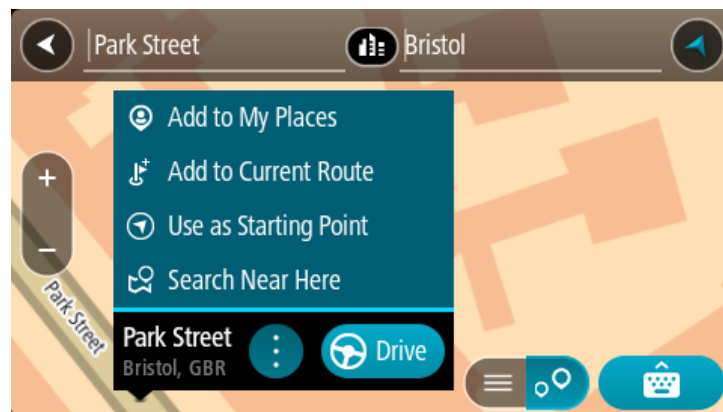 Park Street Bristol
Add to My Places
Add to Current Route
Use as Starting Point
Search Near Here
Park Street
Park Street
Bristol, GBR
Drive